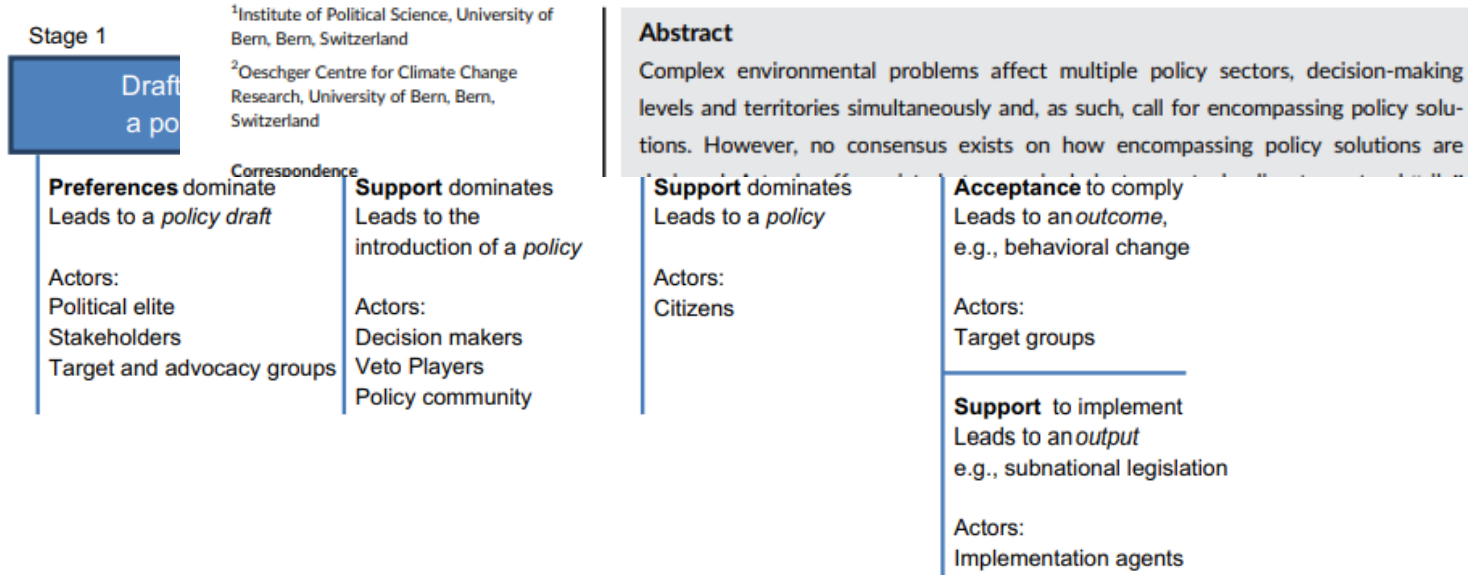 Stage 1
Draft
a po
1Institute of Political Science, University of
Bern, Bern, Switzerland
2Oeschger Centre for Climate Change
Research, University of Bern, Bern,
Switzerland
Correspondence
Abstract
Complex environmental problems affect multiple policy sectors, decision-making
levels and territories simultaneously and, as such, call for encompassing policy solu-
tions. However, no consensus exists on how encompassing policy solutions are
Preferences dominate
Leads to a policy draft
Actors:
Political elite
Stakeholders
Target and advocacy groups
Support dominates
Leads to the
introduction of a policy
Actors:
Decision makers
Veto Players
Policy community
Support dominates
Leads to a policy
Actors:
Citizens
Acceptance to comply
Leads to an outcome,
e.g., behavioral change
Actors:
Target groups
Support to implement
Leads to an output
e.g., subnational legislation
Actors:
Implementation agents